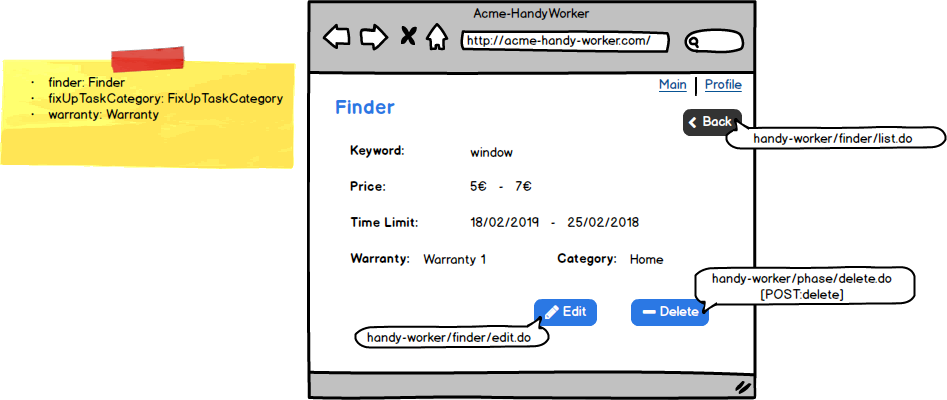 Acme-HandyWorker
http://acme-handy-worker.com/
• finder: Finder
• fixUpTaskCategory: FixUpTaskCategory
• warranty: Warranty
Main | Profile
Finder
Back
handy-worker/finder/list.do
Keyword: window
Price: 5€ - 7€
Time Limit: 18/02/2019 - 25/02/2018
Warranty: Warranty 1 Category: Home
handy-worker/phase/delete.do
[POST:delete]
Edit Delete
handy-worker/finder/edit.do